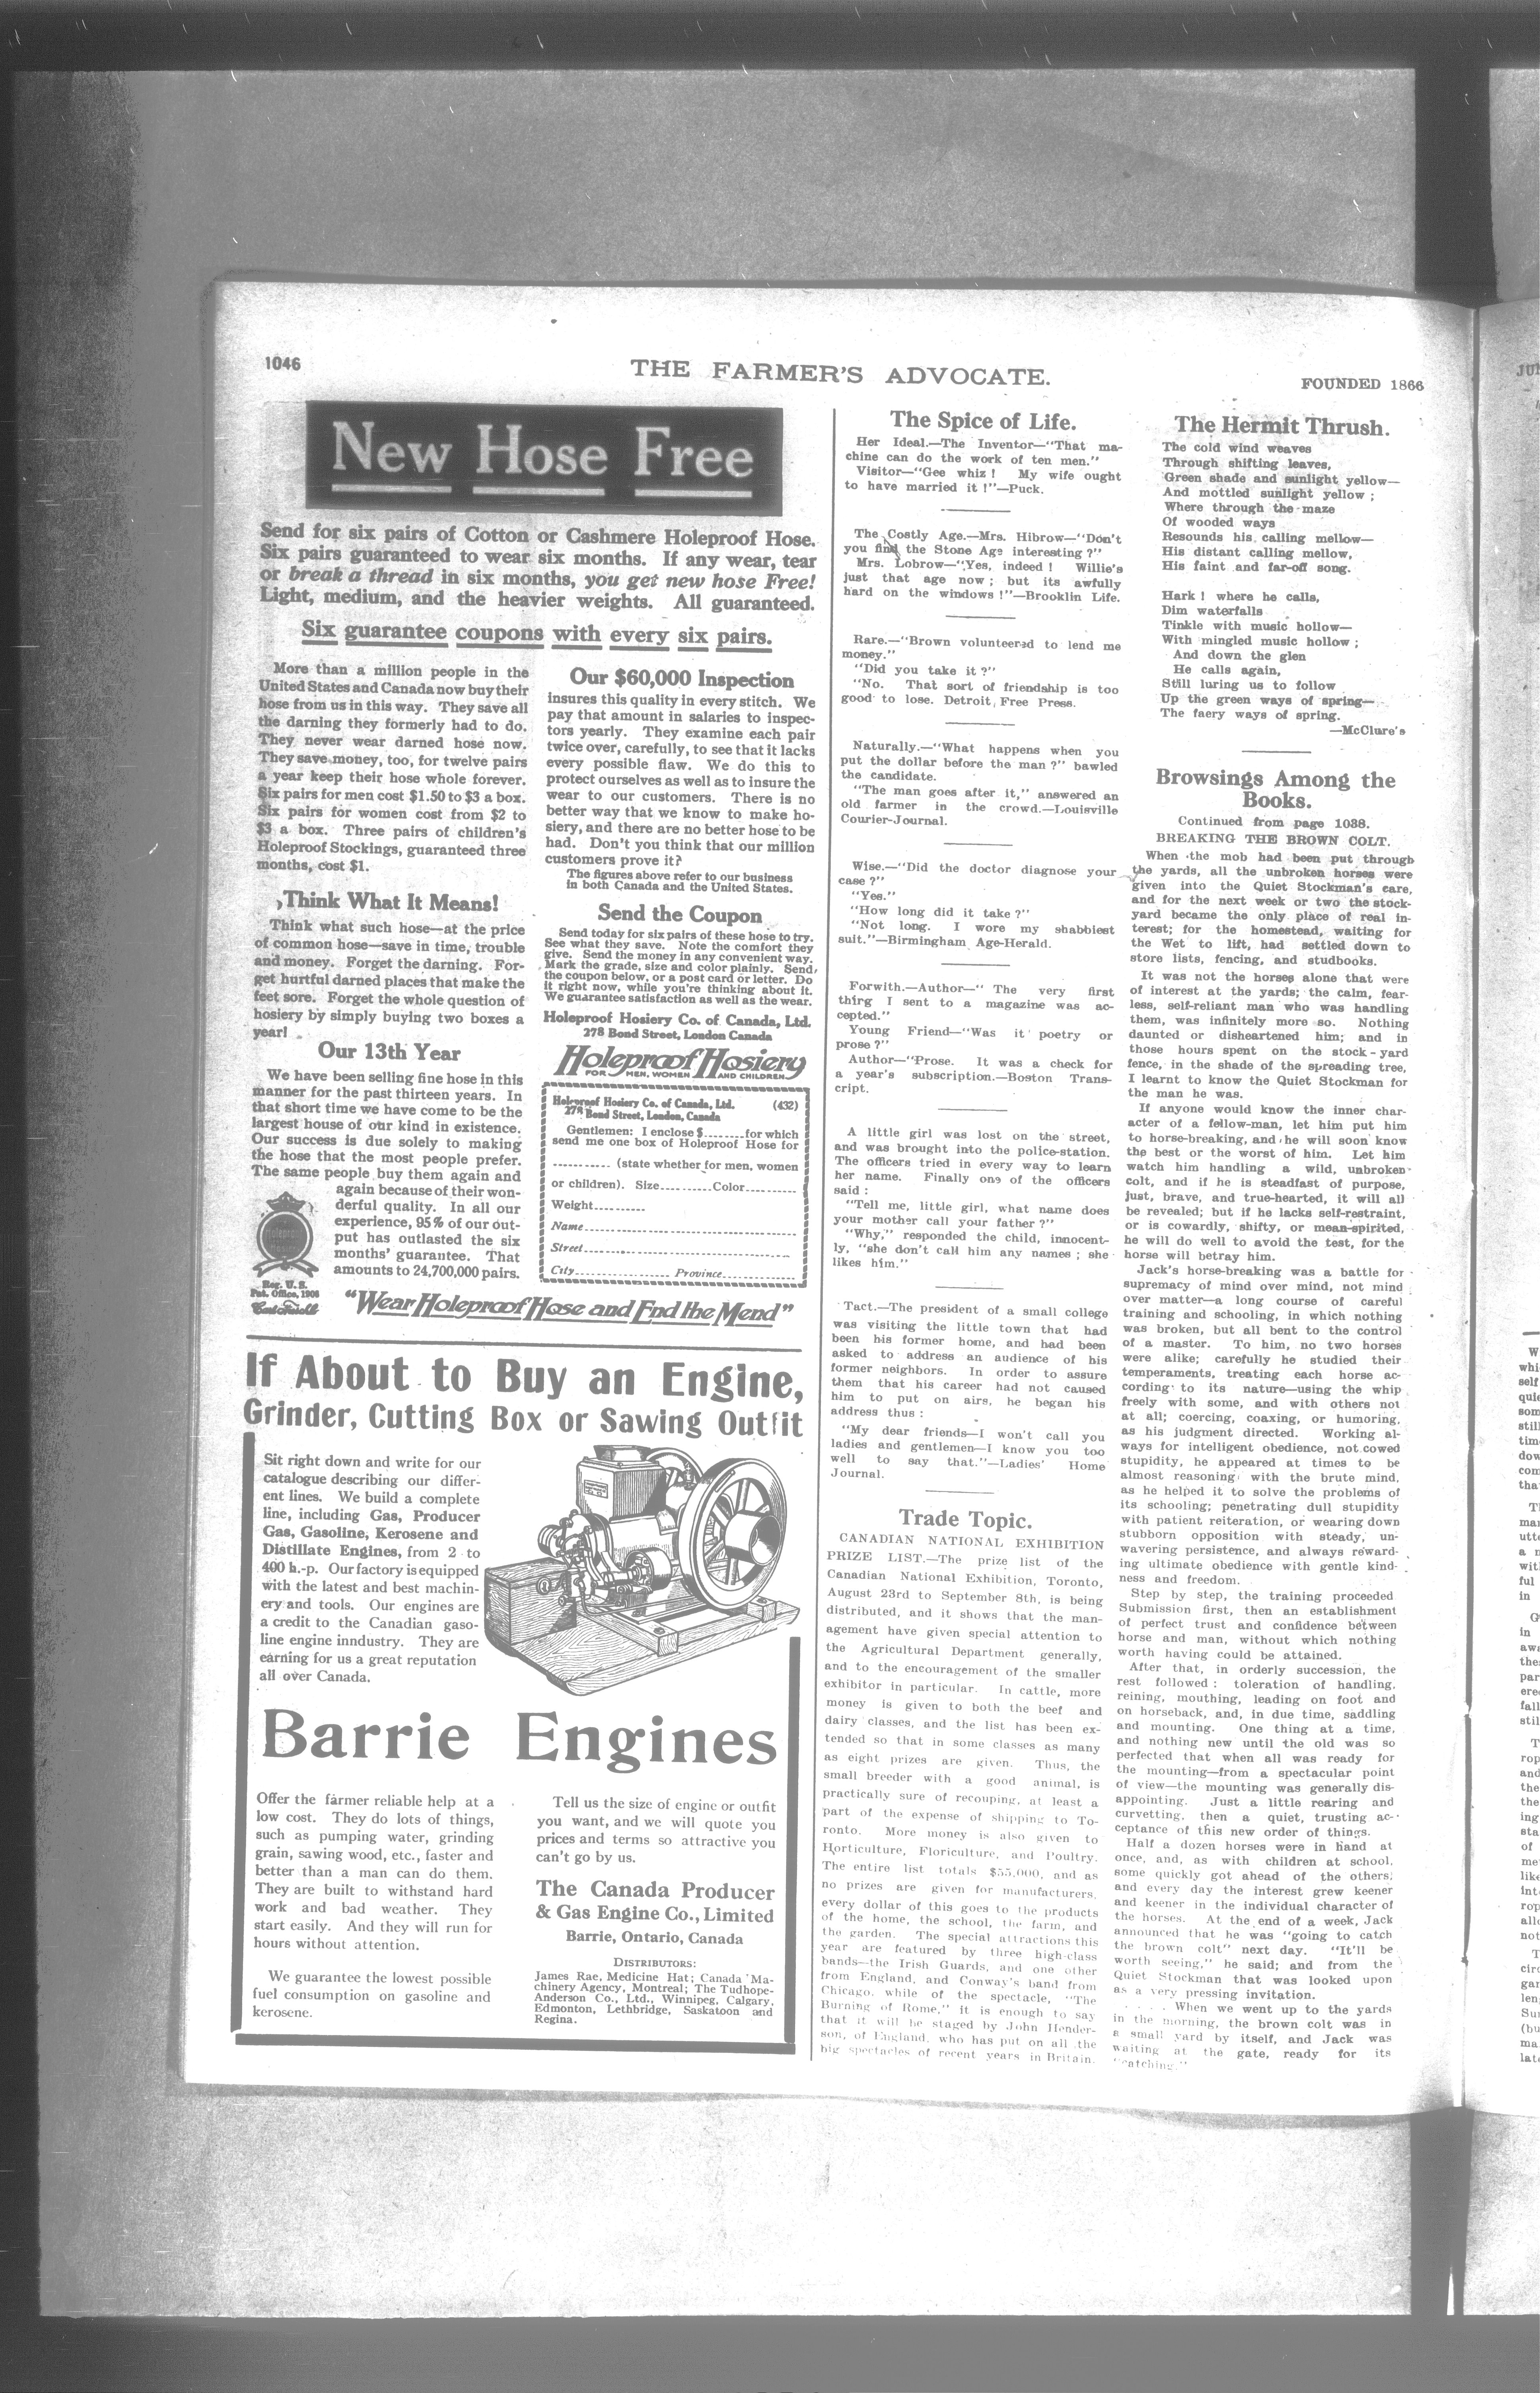 1046
THE FARMER'S ADVOCATE.
FOUNDED 1866
New Hose Free
Send for six pairs of Cotton or Cashmere Holeproof Hose.
Six pairs guaranteed to wear six months. If any wear, tear
or break a thread in six months, you get new hose Free!
Light, medium, and the heavier weights. All guaranteed.
Six guarantee coupons with every six pairs.
More than a million people in the
United States and Canada now buy their
hose from us in this way. They save all
the darning they formerly had to do.
They never wear darned hose now.
They save money, too, for twelve pairs
a year keep their hose whole forever.
Six pairs for men cost $1.50 to $3 a box.
Six pairs for women cost from $2 to
$3 a box. Three pairs of children's
Holeproof Stockings, guaranteed three
months, cost $1.
Think What It Means!
Think what such hose—at the price
of common hose—save in time, trouble
and money. Forget the darning. For-
get hurtful darned places that make the
feet sore. Forget the whole question of
hosiery by simply buying two boxes a
year!
Our 13th Year
We have been selling fine hose in this
manner for the past thirteen years. In
that short time we have come to be the
largest house of our kind in existence.
Our success is due solely to making
the hose that the most people prefer.
The same people buy them again and
again because of their won-
derful quality. In all our
experience, 95% of our out-
put has outlasted the six
months' guarantee. That
amounts to 24,700,000 pairs.
Reg. U. S.
Pat. Office, 1906
Our $60,000 Inspection
insures this quality in every stitch. We
pay that amount in salaries to inspec-
tors yearly. They examine each pair
twice over, carefully, to see that it lacks
every possible flaw. We do this to
protect ourselves as well as to insure the
wear to our customers. There is no
better way that we know to make ho-
siery, and there are no better hose to be
had. Don't you think that our million
customers prove it?
The figures above refer to our business
in both Canada and the United States.
Send the Coupon
Send today for six pairs of these hose to try.
See what they save. Note the comfort they
give. Send the money in any convenient way.
Mark the grade, size and color plainly. Send
the coupon below, or a post card or letter. Do
it right now, while you're thinking about it.
We guarantee satisfaction as well as the wear.
Holeproof Hosiery Co. of Canada, Ltd.
278 Bond Street, London Canada
Holeproof Hosiery
FOR MEN, WOMEN AND CHILDREN
Holeproof Hosiery Co. of Canada, Ltd. (432)
278 Bond Street, London, Canada
Gentlemen: I enclose $........for which
send me one box of Holeproof Hose for
........... (state whether for men, women
or children). Size..........Color..........
Weight..........
Name..........
Street..........
City.......... Province..........
"Wear Holeproof Hose and End the Mend"
If About to Buy an Engine,
Grinder, Cutting Box or Sawing Outfit
Sit right down and write for our
catalogue describing our differ-
ent lines. We build a complete
line, including Gas, Producer
Gas, Gasoline, Kerosene and
Distillate Engines, from 2 to
400 h.-p. Our factory is equipped
with the latest and best machin-
ery and tools. Our engines are
a credit to the Canadian gaso-
line engine inndustry. They are
earning for us a great reputation
all over Canada.
Barrie Engines
Offer the farmer reliable help at a
low cost. They do lots of things,
such as pumping water, grinding
grain, sawing wood, etc., faster and
better than a man can do them.
They are built to withstand hard
work and bad weather. They
start easily. And they will run for
hours without attention.
We guarantee the lowest possible
fuel consumption on gasoline and
kerosene.
Tell us the size of engine or outfit
you want, and we will quote you
prices and terms so attractive you
can't go by us.
The Canada Producer
& Gas Engine Co., Limited
Barrie, Ontario, Canada
DISTRIBUTORS:
James Rae, Medicine Hat; Canada Ma-
chinery Agency, Montreal; The Tudhope-
Anderson Co., Ltd., Winnipeg, Calgary,
Edmonton, Lethbridge, Saskatoon and
Regina.
The Spice of Life.
Her Ideal.—The Inventor—"That ma-
chine can do the work of ten men."
Visitor—"Gee whiz ! My wife ought
to have married it !"—Puck.
The Costly Age.—Mrs. Hibrow—"Don't
you find the Stone Age interesting ?"
Mrs. Lobrow—"Yes, indeed ! Willie's
just that age now ; but its awfully
hard on the windows !"—Brooklin Life.
Rare.—"Brown volunteered to lend me
money."
"Did you take it ?"
"No. That sort of friendship is too
good to lose. Detroit Free Press.
Naturally.—"What happens when you
put the dollar before the man ?" bawled
the candidate.
"The man goes after it," answered an
old farmer in the crowd.—Louisville
Courier-Journal.
Wise.—"Did the doctor diagnose your
case ?"
"Yes."
"How long did it take ?"
"Not long. I wore my shabbiest
suit."—Birmingham Age-Herald.
Forwith.—Author—" The very first
thing I sent to a magazine was ac-
cepted."
Young Friend—"Was it poetry or
prose ?"
Author—"Prose. It was a check for
a year's subscription.—Boston Trans-
cript.
A little girl was lost on the street,
and was brought into the police-station.
The officers tried in every way to learn
her name. Finally one of the officers
said :
"Tell me, little girl, what name does
your mother call your father ?"
"Why," responded the child, innocent-
ly, "she don't call him any names ; she
likes him."
Tact.—The president of a small college
was visiting the little town that had
been his former home, and had been
asked to address an audience of his
former neighbors. In order to assure
them that his career had not caused
him to put on airs, he began his
address thus :
"My dear friends—I won't call you
ladies and gentlemen—I know you too
well to say that."—Ladies' Home
Journal.
Trade Topic.
CANADIAN NATIONAL EXHIBITION
PRIZE LIST.—The prize list of the
Canadian National Exhibition, Toronto,
August 23rd to September 8th, is being
distributed, and it shows that the man-
agement have given special attention to
the Agricultural Department generally,
and to the encouragement of the smaller
exhibitor in particular. In cattle, more
money is given to both the beef and
dairy classes, and the list has been ex-
tended so that in some classes as many
as eight prizes are given. Thus, the
small breeder with a good animal, is
practically sure of recouping, at least a
part of the expense of shipping to To-
ronto. More money is also given to
Horticulture, Floriculture, and Poultry.
The entire list totals $55,000, and as
no prizes are given for manufacturers,
every dollar of this goes to the products
of the home, the school, the farm, and
the garden. The special attractions this
year are featured by three high-class
bands—the Irish Guards, and one other
from England, and Conway's band from
Chicago, while of the spectacle, "The
Burning of Rome," it is enough to say
that it will be staged by John Hender-
son, of England, who has put on all the
big spectacles of recent years in Britain.
The Hermit Thrush.
The cold wind weaves
Through shifting leaves,
Green shade and sunlight yellow—
And mottled sunlight yellow ;
Where through the maze
Of wooded ways
Resounds his calling mellow—
His distant calling mellow,
His faint and far-off song.
Hark ! where he calls,
Dim waterfalls
Tinkle with music hollow—
With mingled music hollow ;
And down the glen
He calls again,
Still luring us to follow
Up the green ways of spring—
The faery ways of spring.
—McClure's
Browsings Among the
Books.
Continued from page 1038.
BREAKING THE BROWN COLT.
When the mob had been put through
the yards, all the unbroken horses were
given into the Quiet Stockman's care,
and for the next week or two the stock-
yard became the only place of real in-
terest; for the homestead, waiting for
the Wet to lift, had settled down to
store lists, fencing, and studbooks.
It was not the horses alone that were
of interest at the yards; the calm, fear-
less, self-reliant man who was handling
them, was infinitely more so. Nothing
daunted or disheartened him; and in
those hours spent on the stock-yard
fence, in the shade of the spreading tree,
I learnt to know the Quiet Stockman for
the man he was.
If anyone would know the inner char-
acter of a fellow-man, let him put him
to horse-breaking, and he will soon know
the best or the worst of him. Let him
watch him handling a wild, unbroken
colt, and if he is steadfast of purpose,
just, brave, and true-hearted, it will all
be revealed; but if he lacks self-restraint,
or is cowardly, shifty, or mean-spirited,
he will do well to avoid the test, for the
horse will betray him.
Jack's horse-breaking was a battle for
supremacy of mind over mind, not mind
over matter—a long course of careful
training and schooling, in which nothing
was broken, but all bent to the control
of a master. To him, no two horses
were alike; carefully he studied their
temperaments, treating each horse ac-
cording to its nature—using the whip
freely with some, and with others not
at all; coercing, coaxing, or humoring,
as his judgment directed. Working al-
ways for intelligent obedience, not cowed
stupidity, he appeared at times to be
almost reasoning with the brute mind,
as he helped it to solve the problems of
its schooling; penetrating dull stupidity
with patient reiteration, or wearing down
stubborn opposition with steady, un-
wavering persistence, and always reward-
ing ultimate obedience with gentle kind-
ness and freedom.
Step by step, the training proceeded
Submission first, then an establishment
of perfect trust and confidence between
horse and man, without which nothing
worth having could be attained.
After that, in orderly succession, the
rest followed : toleration of handling,
reining, mouthing, leading on foot and
on horseback, and, in due time, saddling
and mounting. One thing at a time,
and nothing new until the old was so
perfected that when all was ready for
the mounting—from a spectacular point
of view—the mounting was generally dis-
appointing. Just a little rearing and
curvetting, then a quiet, trusting ac-
ceptance of this new order of things.
Half a dozen horses were in hand at
once, and, as with children at school,
some quickly got ahead of the others;
and every day the interest grew keener
and keener in the individual character of
the horses. At the end of a week, Jack
announced that he was "going to catch
the brown colt" next day. "It'll be
worth seeing," he said; and from the
Quiet Stockman that was looked upon
as a very pressing invitation.
. . . . When we went up to the yards
in the morning, the brown colt was in
a small yard by itself, and Jack was
waiting at the gate, ready for its
"catching."